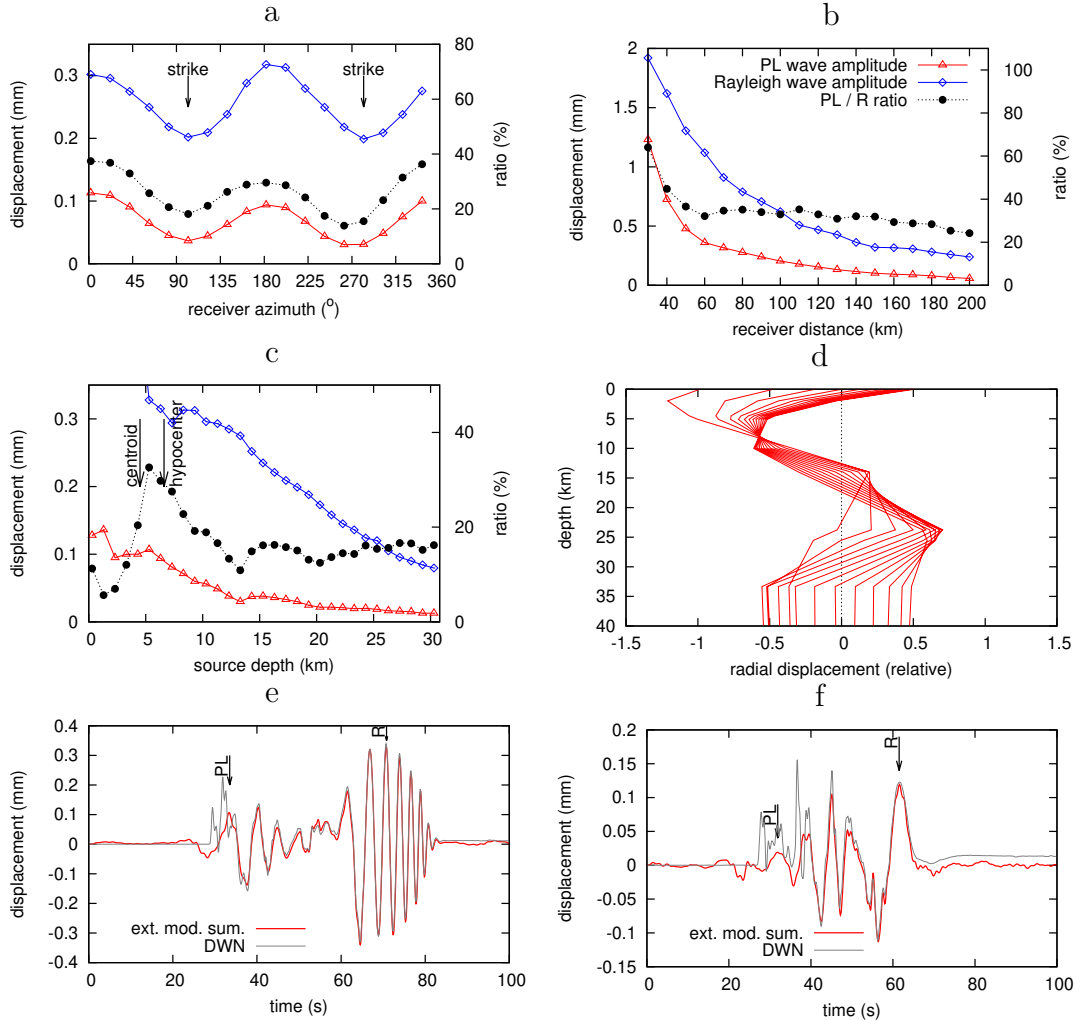 a
displacement (mm)
0
0.1
0.2
0.3
0
20
40
60
80
ratio (%)
strike
strike
0
45
90
135
180
225
270
315
360
receiver azimuth (o)
b
displacement (mm)
0
0.5
1
1.5
2
0
20
40
60
80
100
ratio (%)
PL wave amplitude
Rayleigh wave amplitude
PL / R ratio
40
60
80
100
120
140
160
180
200
receiver distance (km)
c
displacement (mm)
0
0.1
0.2
0.3
0
20
40
ratio (%)
centroid
hypocenter
0
5
10
15
20
25
30
source depth (km)
d
depth (km)
0
5
10
15
20
25
30
35
40
-1.5
-1
-0.5
0
0.5
1
1.5
radial displacement (relative)
e
displacement (mm)
-0.4
-0.3
-0.2
-0.1
0
0.1
0.2
0.3
0.4
PL
R
ext. mod. sum.
DWN
0
20
40
60
80
100
time (s)
f
displacement (mm)
-0.15
-0.1
-0.05
0
0.05
0.1
0.15
0.2
PL
R
ext. mod. sum.
DWN
0
20
40
60
80
100
time (s)